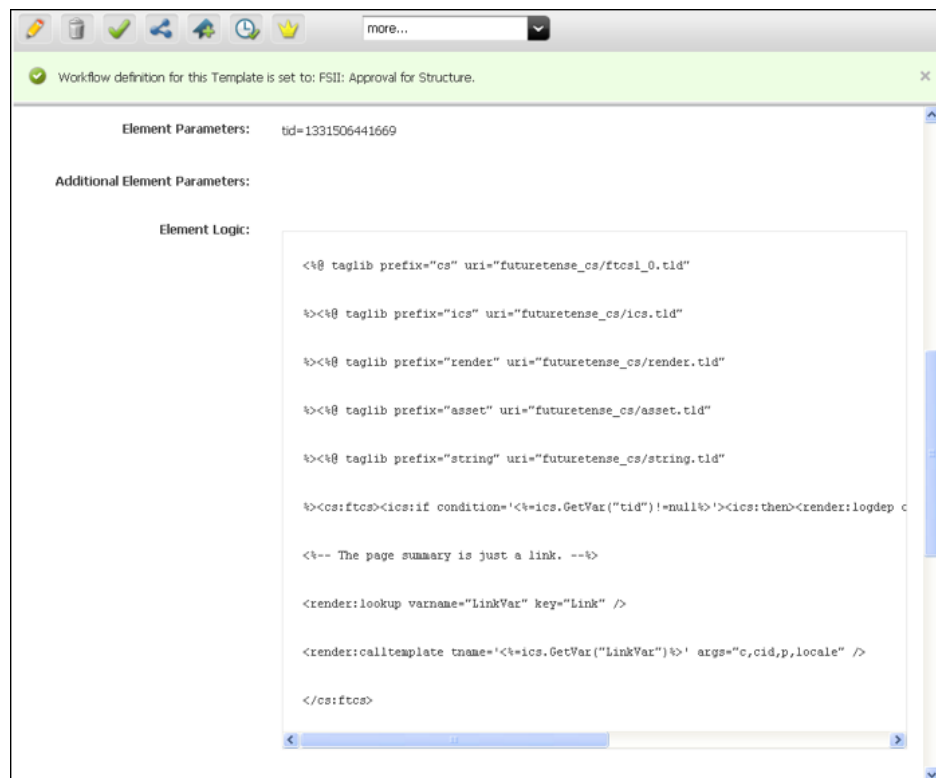 more...
Workflow definition for this Template is set to: FSII: Approval for Structure.
Element Parameters: tid=1331506441669
Additional Element Parameters:
Element Logic:
<%@ taglib prefix="cs" uri="futuretense_cs/ftcs1_0.tld"
%><%@ taglib prefix="ics" uri="futuretense_cs/ics.tld"
%><%@ taglib prefix="render" uri="futuretense_cs/render.tld"
%><%@ taglib prefix="asset" uri="futuretense_cs/asset.tld"
%><%@ taglib prefix="string" uri="futuretense_cs/string.tld"
%><cs:ftcs><ics:if condition='<%=ics.GetVar("tid")!=null%>'><ics:then><render:logdep c
<%-- The page summary is just a link. --%>
<render:lookup varname="LinkVar" key="Link" />
<render:calltemplate tname='<%=ics.GetVar("LinkVar")%>' args="c,cid,p,locale" />
</cs:ftcs>